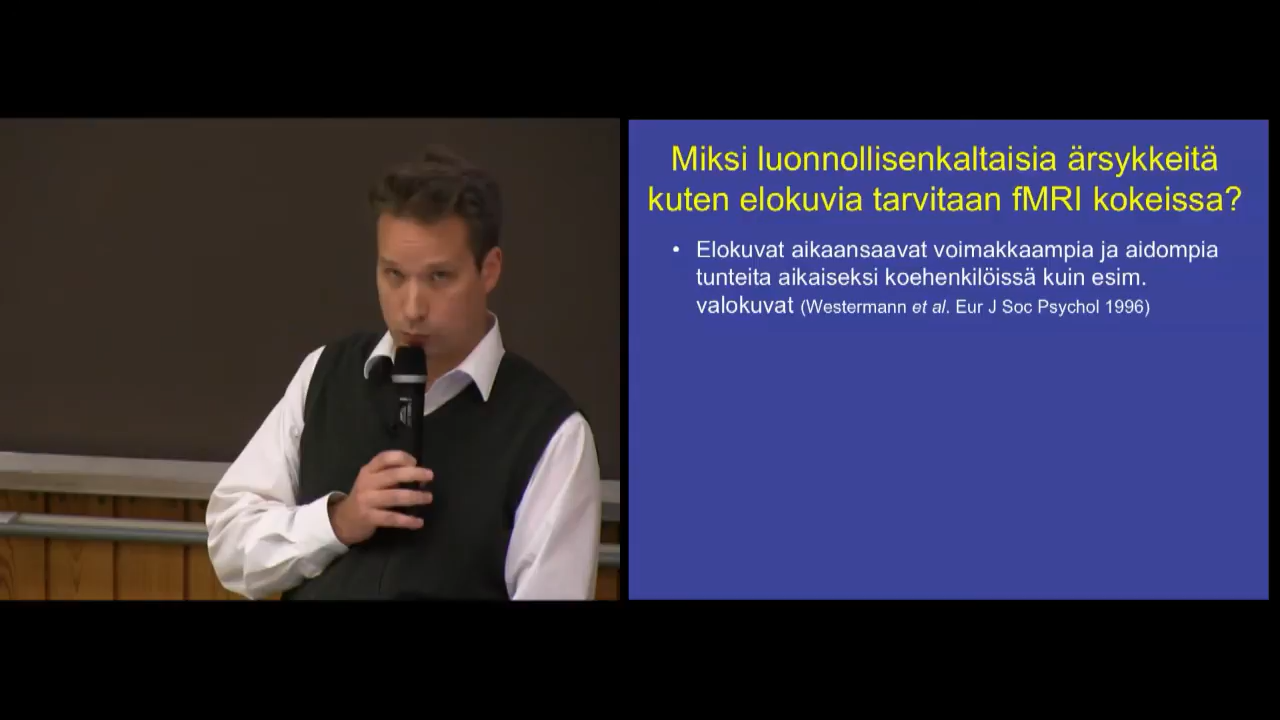 Miksi luonnollisenkaltaisia ärsykkeitä
kuten elokuvia tarvitaan fMRI kokeissa?
• Elokuvat aikaansaavat voimakkaampia ja aidompia
tunteita aikaiseksi koehenkilöissä kuin esim.
valokuvat (Westermann et al. Eur J Soc Psychol 1996)